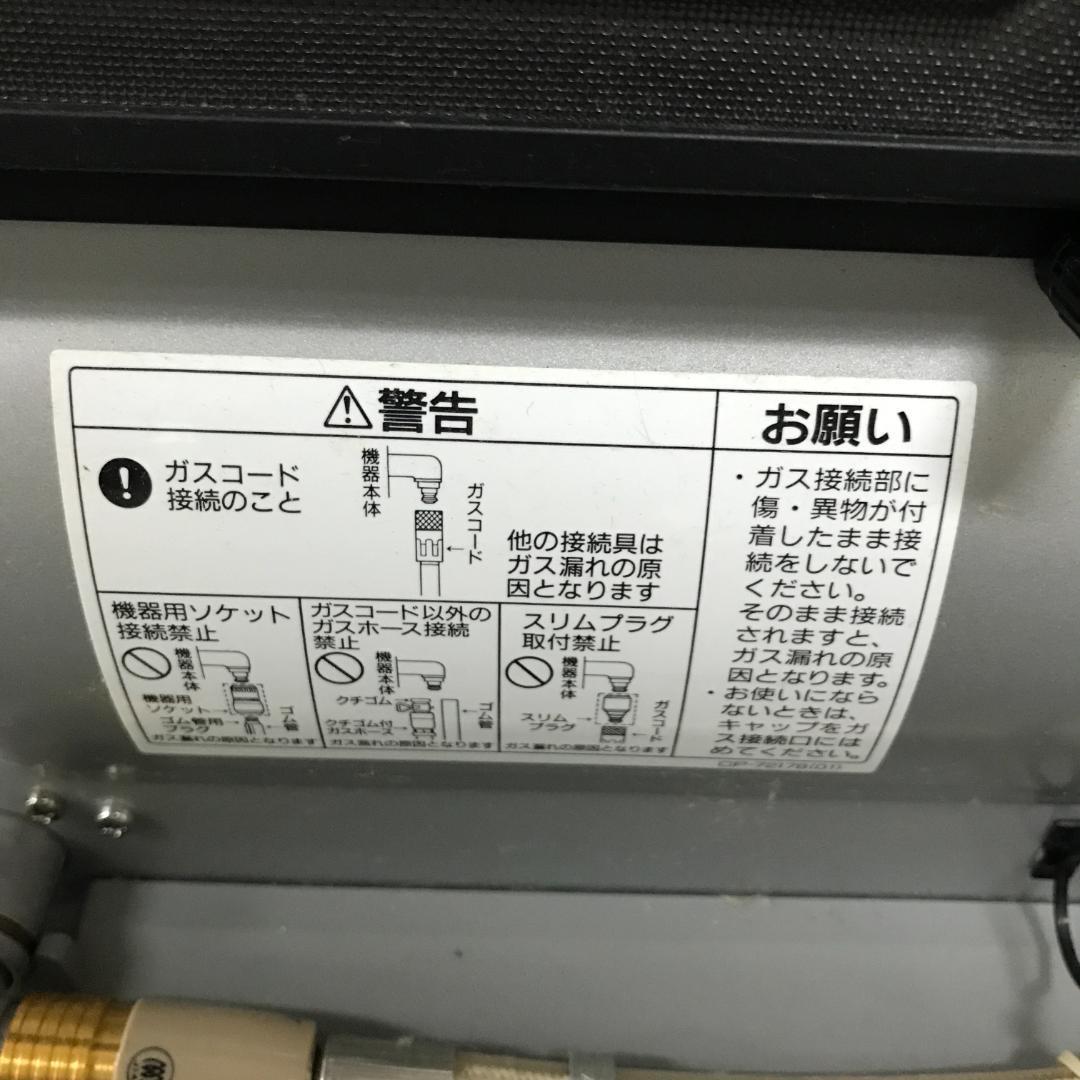 警告
ガスコード
接続のこと
機器本体
ガスコード
他の接続具は
ガス漏れの原
因となります
機器用ソケット
接続禁止
機器本体
機器用
ソケット
ゴム管用
プラグ
ゴム管
ガス漏れの原因となります
ガスコード以外の
ガスホース接続
禁止
機器本体
クチゴム
クチゴム付
ガスホース
ゴム管
ガス漏れの原因となります
スリムプラグ
取付禁止
機器本体
スリム
プラグ
ガスコード
ガス漏れの原因となります
お願い
・ガス接続部に
傷・異物が付
着したまま接
続をしないで
ください。
そのまま接続
されますと、
ガス漏れの原
因となります。
・お使いになら
ないときは、
キャップをガ
ス接続口には
めてください。